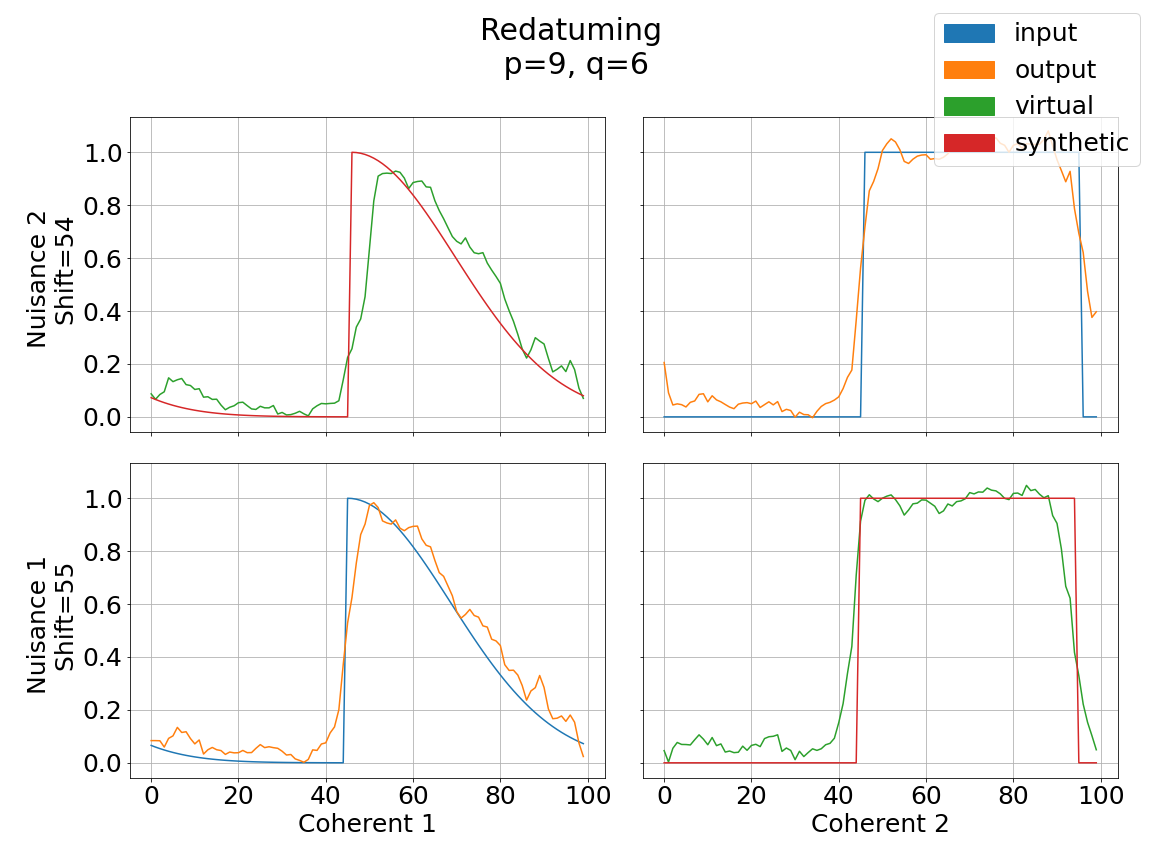 Redatuming
p=9, q=6
input
output
virtual
synthetic
Nuisance 2
Shift=54
1.0
0.8
0.6
0.4
0.2
0.0
Nuisance 1
Shift=55
1.0
0.8
0.6
0.4
0.2
0.0
0 20 40 60 80 100
0 20 40 60 80 100
Coherent 1
Coherent 2